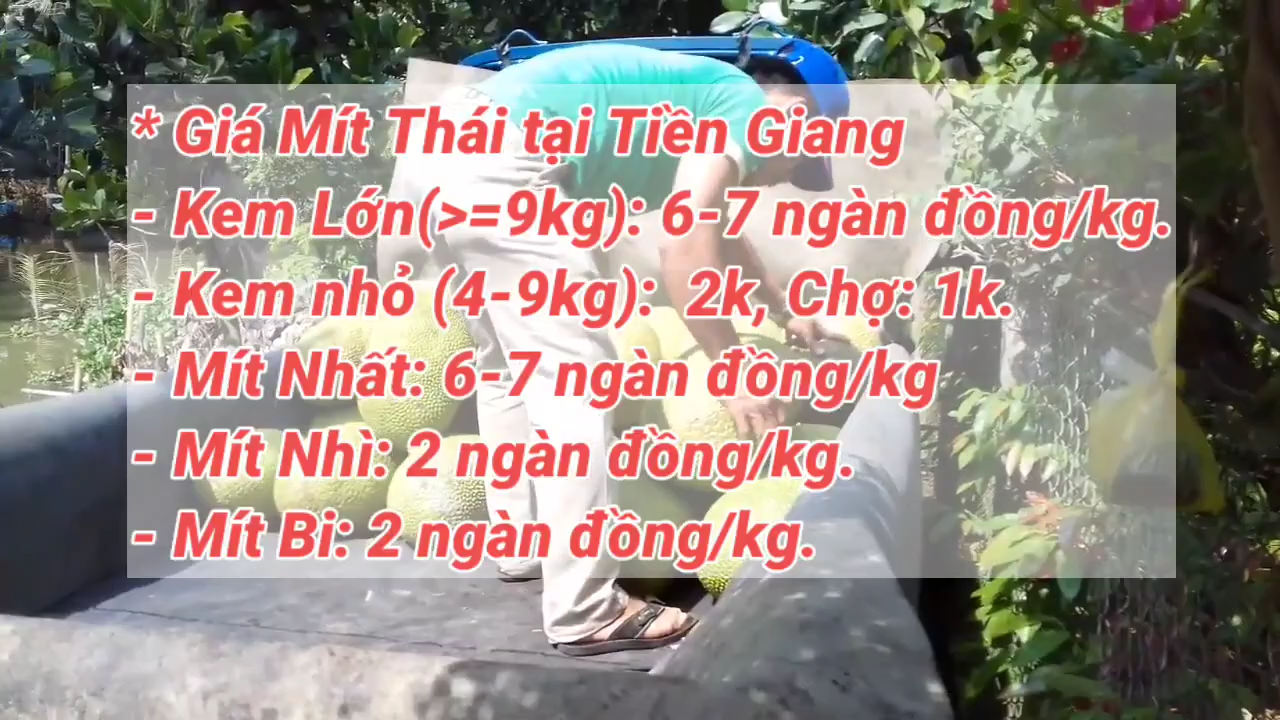 * Giá Mít Thái tại Tiền Giang
- Kem Lớn(>=9kg): 6-7 ngàn đồng/kg.
- Kem nhỏ (4-9kg):  2k, Chợ: 1k.
- Mít Nhất: 6-7 ngàn đồng/kg
- Mít Nhì: 2 ngàn đồng/kg.
- Mít Bi: 2 ngàn đồng/kg.